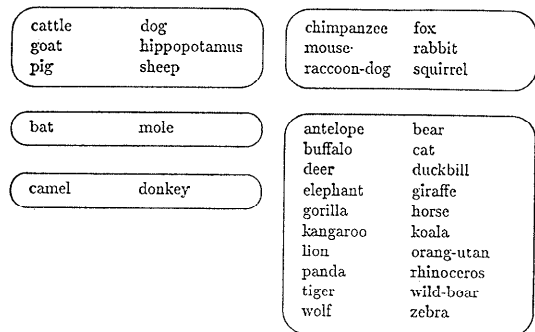 cattle dog
goat hippopotamus
pig sheep
bat mole
camel donkey
chimpanzee fox
mouse rabbit
raccoon-dog squirrel
antelope bear
buffalo cat
deer duckbill
elephant giraffe
gorilla horse
kangaroo koala
lion orang-utan
panda rhinoceros
tiger wild-boar
wolf zebra